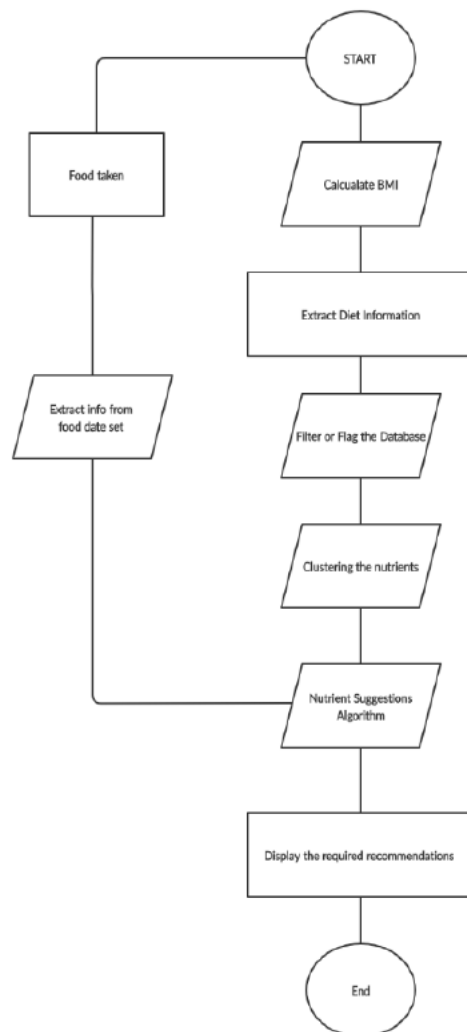 START
Food taken
Calcualate BMI
Extract Diet Information
Extract info from
food date set
Filter or Flag the Database
Clustering the nutrients
Nutrient Suggestions
Algorithm
Display the required recommendations
End